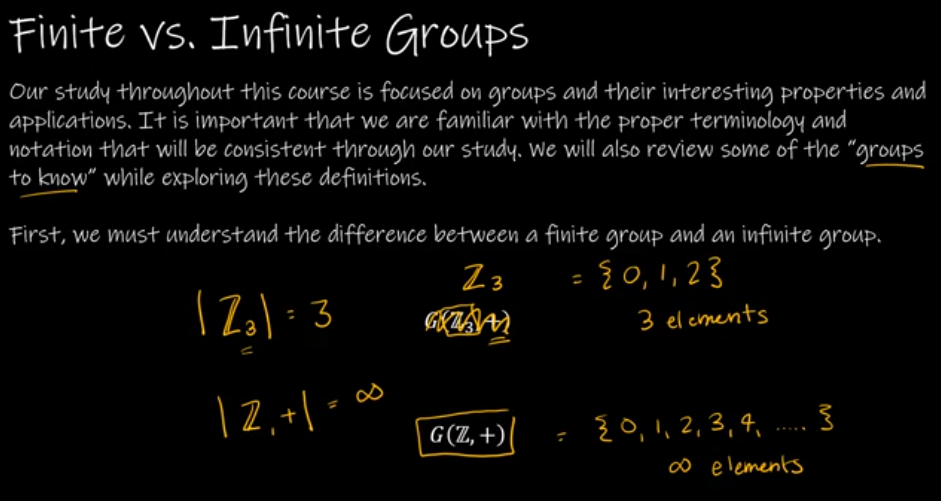 Finite vs. Infinite Groups
Our study throughout this course is focused on groups and their interesting properties and
applications. It is important that we are familiar with the proper terminology and
notation that will be consistent through our study. We will also review some of the "groups
to know" while exploring these definitions.
First, we must understand the difference between a finite group and an infinite group.
ℤ₃ = {0, 1, 2}
|ℤ₃| = 3
G(ℤ₃, +)
3 elements
|ℤ, +| = ∞
G(ℤ, +) = {0, 1, 2, 3, 4, ..... }
∞ elements